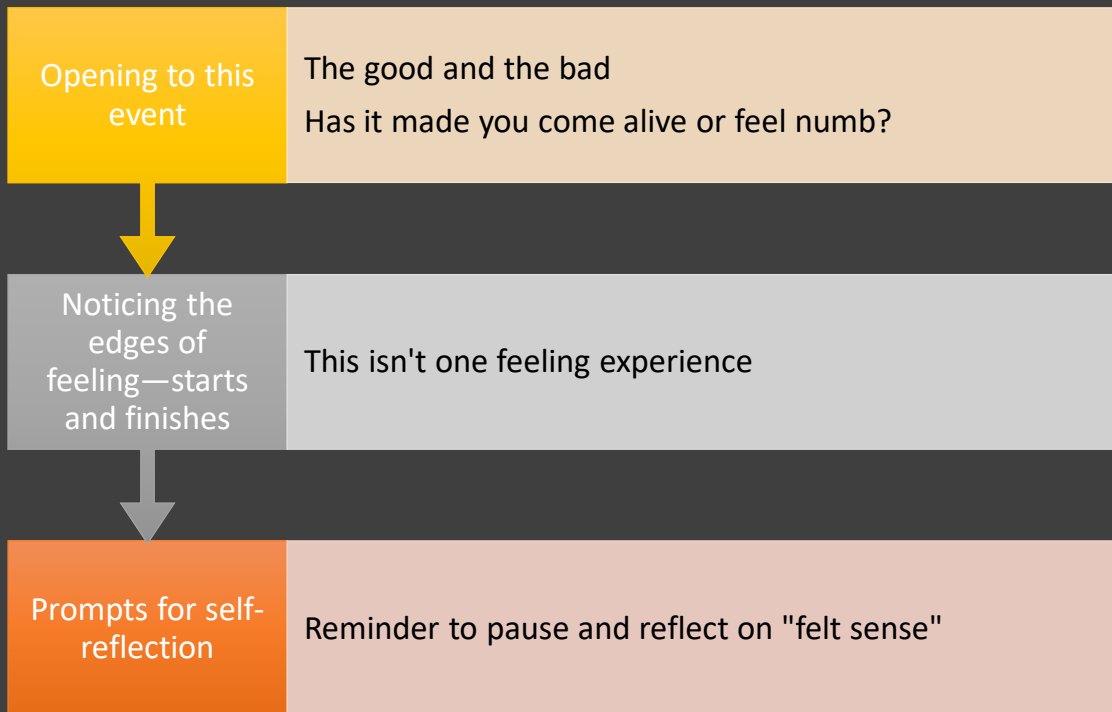 Opening to this
event
The good and the bad
Has it made you come alive or feel numb?
Noticing the
edges of
feeling—starts
and finishes
This isn't one feeling experience
Prompts for self-
reflection
Reminder to pause and reflect on "felt sense"